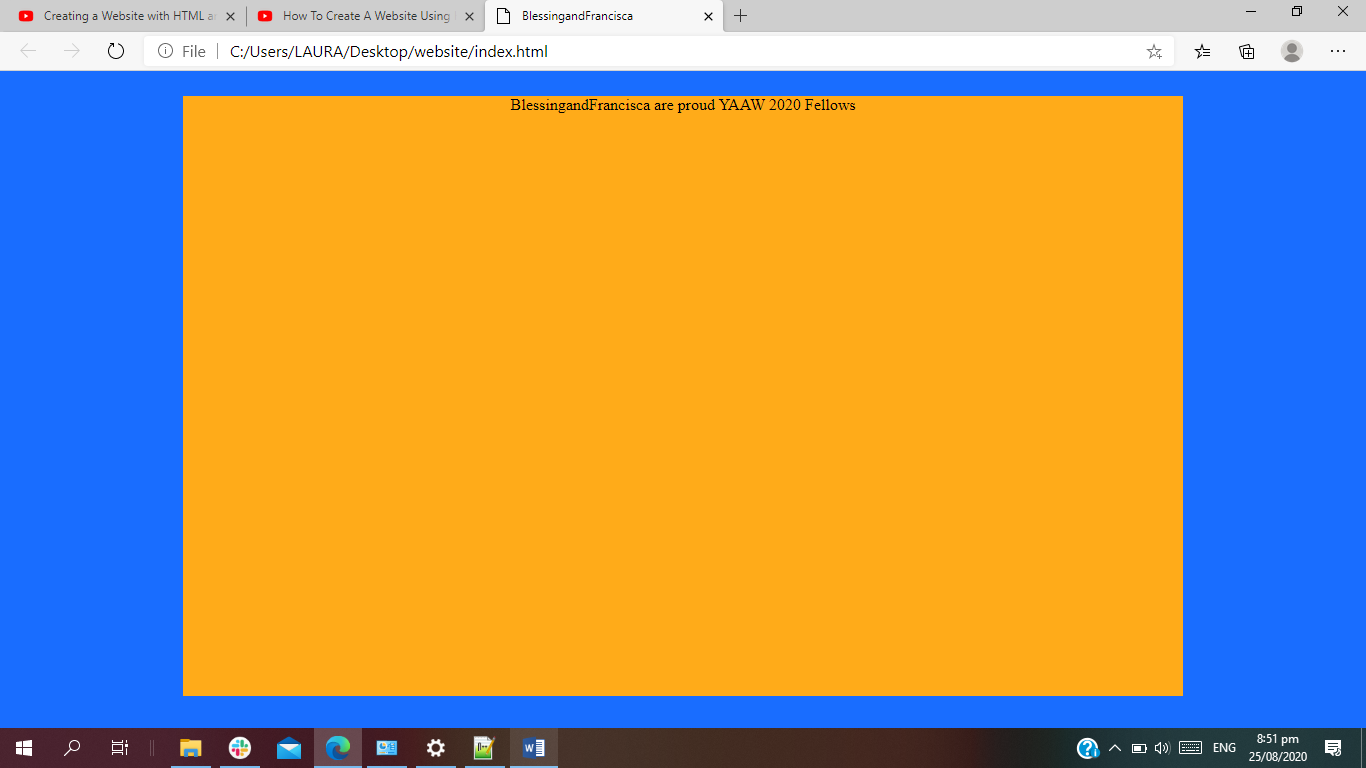 Creating a Website with HTML a
How To Create A Website Using
BlessingandFrancisca
File
C:/Users/LAURA/Desktop/website/index.html
BlessingandFrancisca are proud YAAW 2020 Fellows
ENG
8:51 pm
25/08/2020